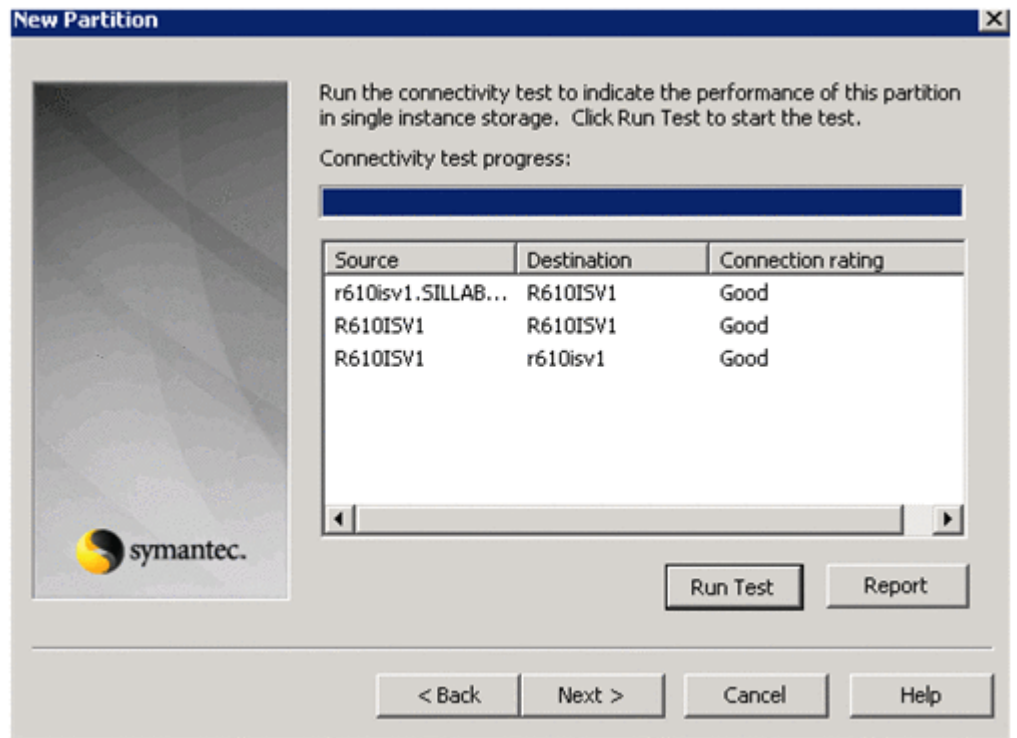 New Partition
Run the connectivity test to indicate the performance of this partition
in single instance storage. Click Run Test to start the test.
Connectivity test progress:
Source Destination Connection rating
r610isv1.SILLAB... R610ISV1 Good
R610ISV1 R610ISV1 Good
R610ISV1 r610isv1 Good
symantec.
Run Test Report
< Back Next > Cancel Help